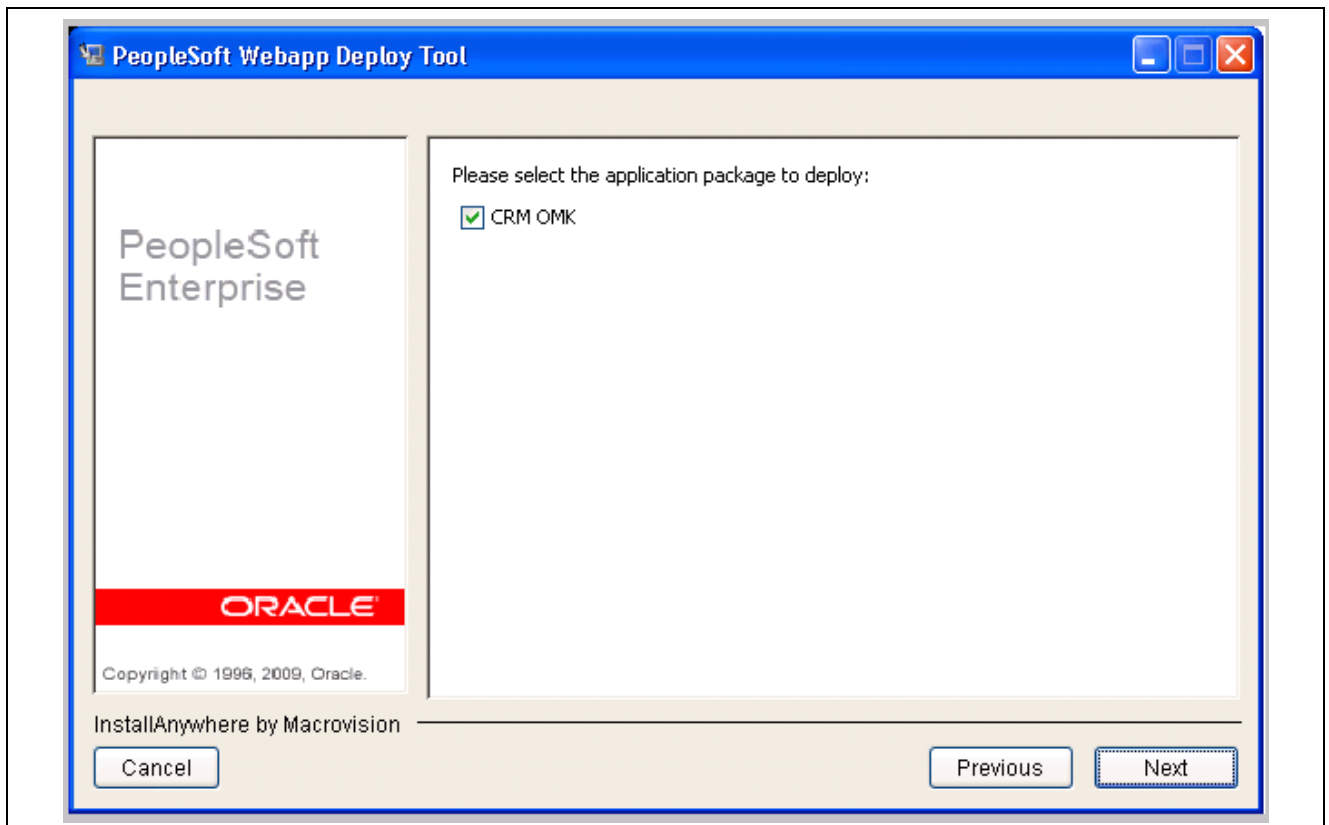 PeopleSoft Webapp Deploy Tool
Please select the application package to deploy:
CRM OMK
PeopleSoft
Enterprise
ORACLE
Copyright © 1996, 2009, Oracle.
InstallAnywhere by Macrovision
Cancel
Previous
Next